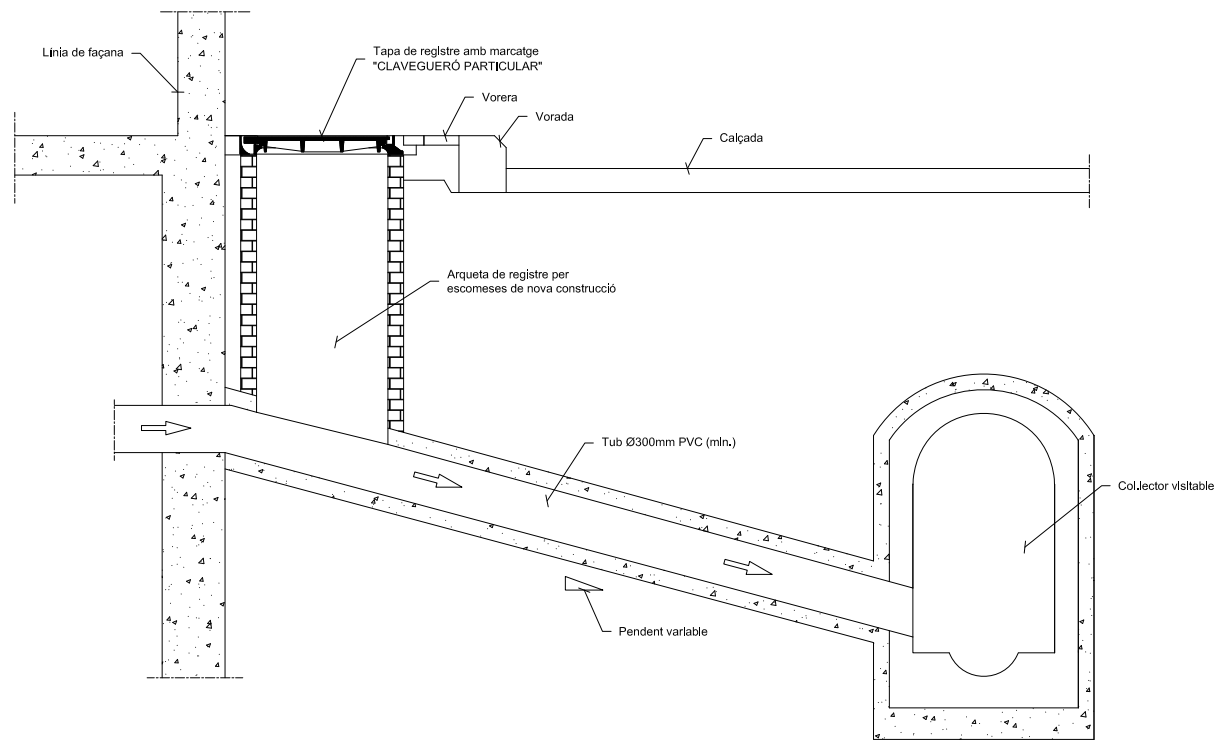 Línia de façana
Tapa de registre amb marcatge
"CLAVEGUERÓ PARTICULAR"
Vorera
Vorada
Calçada
Arqueta de registre per
escomeses de nova construcció
Tub Ø300mm PVC (mín.)
Col.lector visitable
Pendent variable